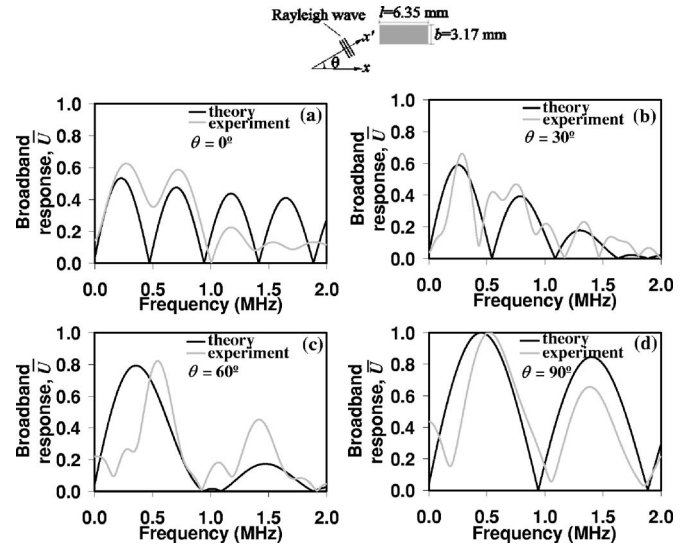 Rayleigh wave
l=6.35 mm
x'
b=3.17 mm
θ
x
Broadband response, U̅
1.0
0.8
0.6
0.4
0.2
0.0
theory
experiment
θ = 0º
(a)
0.0 0.5 1.0 1.5 2.0
Frequency (MHz)
Broadband response, U̅
1.0
0.8
0.6
0.4
0.2
0.0
theory
experiment
θ = 30º
(b)
0.0 0.5 1.0 1.5 2.0
Frequency (MHz)
Broadband response, U̅
1.0
0.8
0.6
0.4
0.2
0.0
theory
experiment
θ = 60º
(c)
0.0 0.5 1.0 1.5 2.0
Frequency (MHz)
Broadband response, U̅
1.0
0.8
0.6
0.4
0.2
0.0
theory
experiment
θ = 90º
(d)
0.0 0.5 1.0 1.5 2.0
Frequency (MHz)